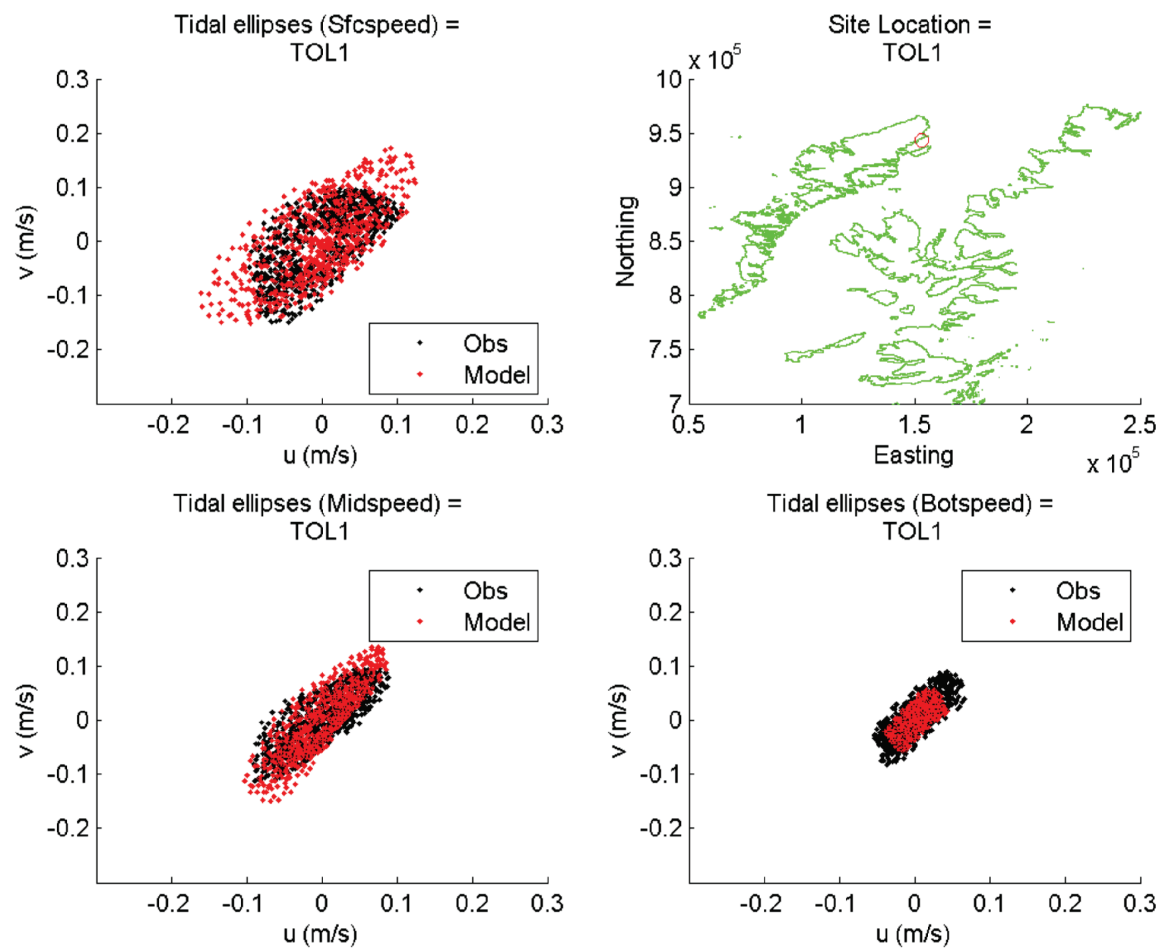 Tidal ellipses (Sfcspeed) =
TOL1
0.3
0.2
0.1
0
-0.1
-0.2
v (m/s)
-0.2
-0.1
0
0.1
0.2
0.3
u (m/s)
Obs
Model
Site Location =
TOL1
x 10^5
10
9.5
9
8.5
8
7.5
7
Northing
0.5
1
1.5
2
2.5
Easting
x 10^5
Tidal ellipses (Midspeed) =
TOL1
0.3
0.2
0.1
0
-0.1
-0.2
v (m/s)
-0.2
-0.1
0
0.1
0.2
0.3
u (m/s)
Obs
Model
Tidal ellipses (Botspeed) =
TOL1
0.3
0.2
0.1
0
-0.1
-0.2
v (m/s)
-0.2
-0.1
0
0.1
0.2
0.3
u (m/s)
Obs
Model